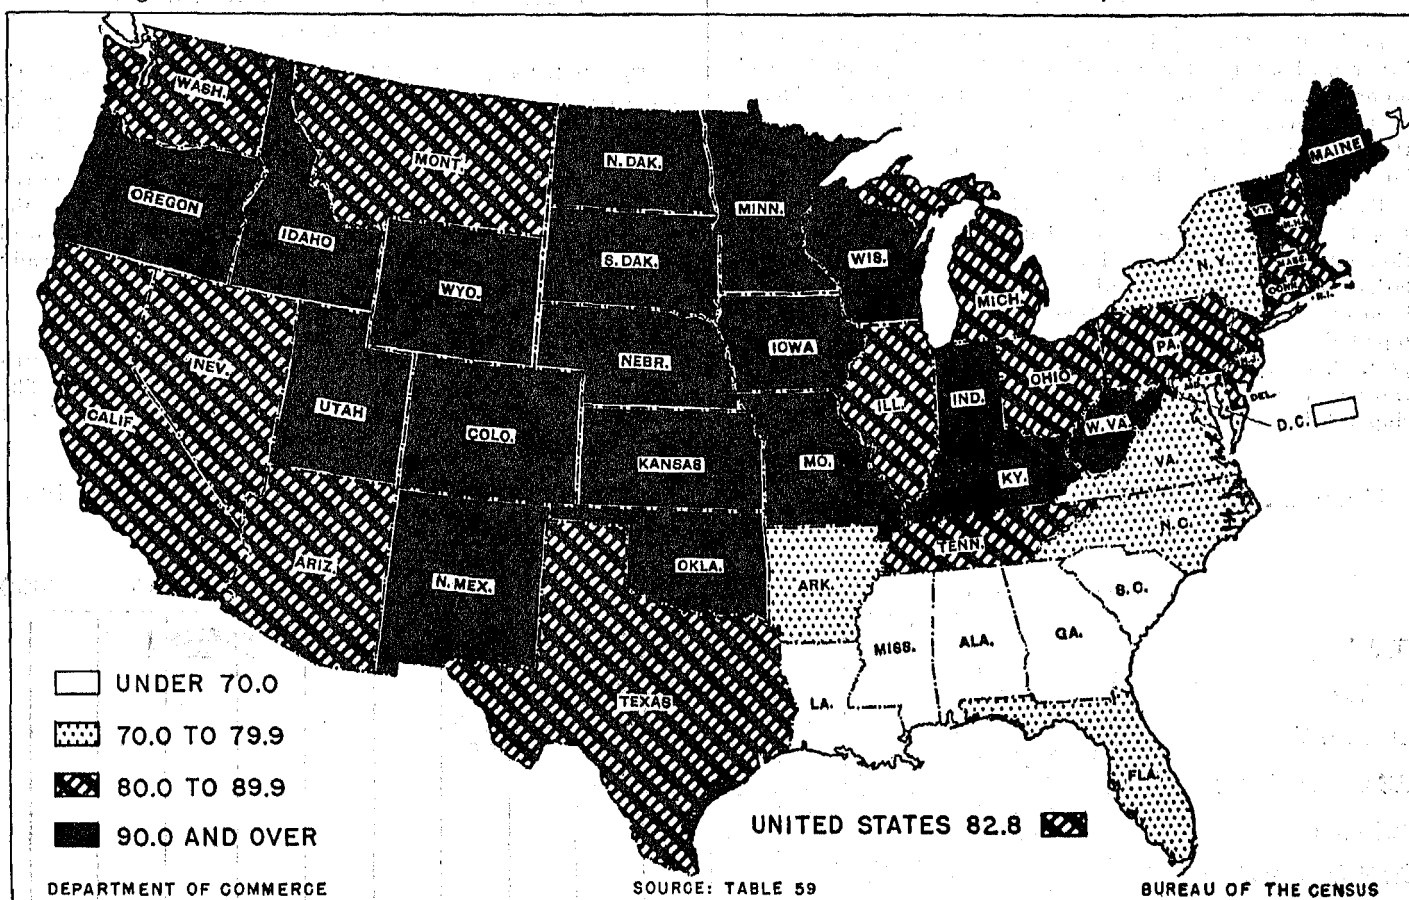 WASH.
MONT.
N. DAK.
MINN.
MAINE
OREGON
IDAHO
S. DAK.
WIS.
VT.
N.H.
N.Y.
MASS.
CONN.
R.I.
WYO.
MICH.
NEV.
NEBR.
IOWA
PA.
N.J.
CALIF.
UTAH
COLO.
ILL.
IND.
OHIO
W. VA.
MD.
DEL.
D.C.
KANSAS
MO.
KY.
VA.
ARIZ.
N. MEX.
OKLA.
ARK.
TENN.
N.C.
S.C.
TEXAS
LA.
MISS.
ALA.
GA.
FLA.
UNDER 70.0
70.0 TO 79.9
80.0 TO 89.9
90.0 AND OVER
UNITED STATES 82.8
DEPARTMENT OF COMMERCE
SOURCE: TABLE 59
BUREAU OF THE CENSUS